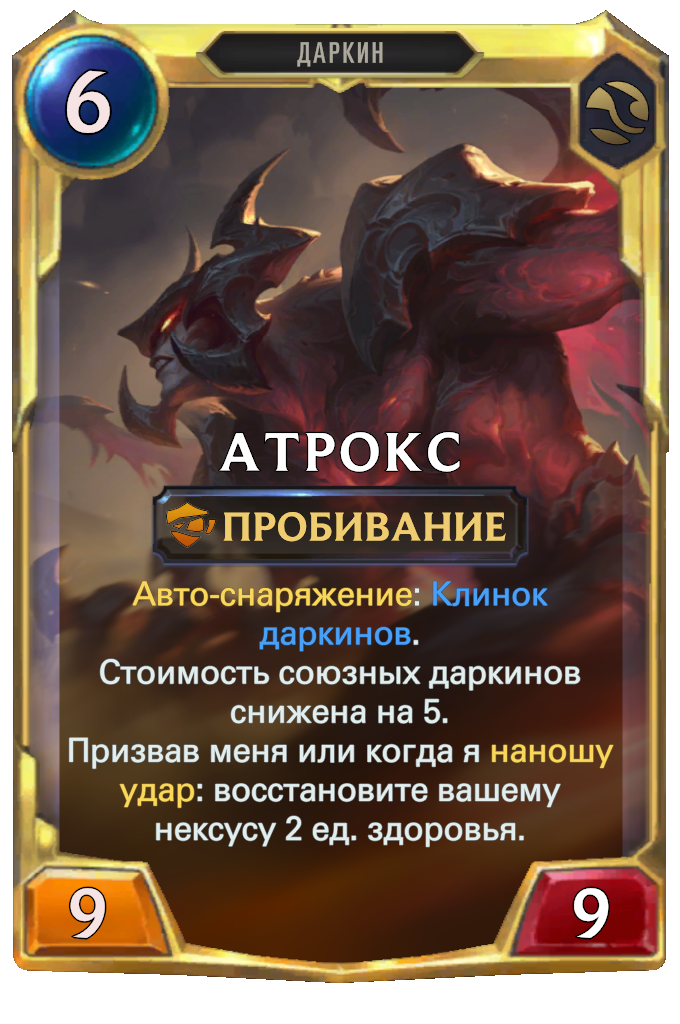 ДАРКИН
6
АТРОКС
ПРОБИВАНИЕ
Авто-снаряжение: Клинок
даркинов.
Стоимость союзных даркинов
снижена на 5.
Призвав меня или когда я наношу
удар: восстановите вашему
нексусу 2 ед. здоровья.
9
9